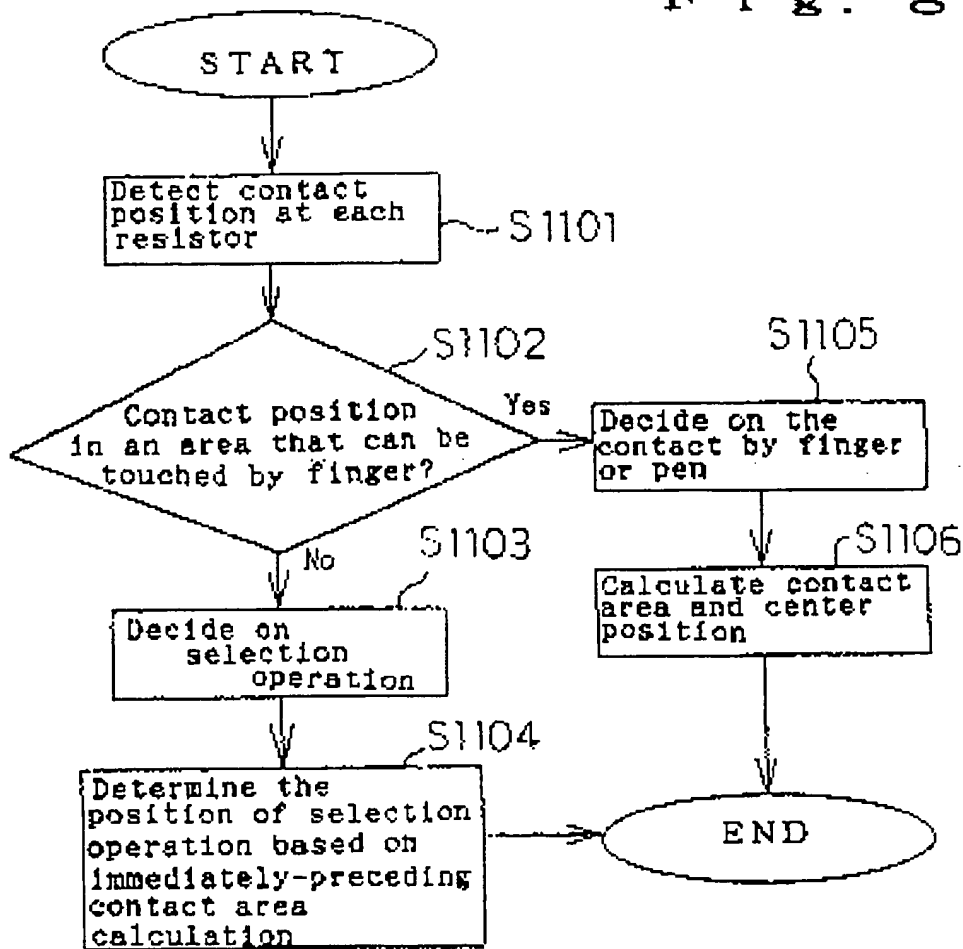 Fig. 8
START
Detect contact
position at each
resistor
S1101
S1102
Contact position
in an area that can be
touched by finger?
Yes
S1105
Decide on the
contact by finger
or pen
No
S1103
S1106
Calculate contact
area and center
position
Decide on
selection
operation
S1104
Determine the
position of selection
operation based on
immediately-preceding
contact area
calculation
END